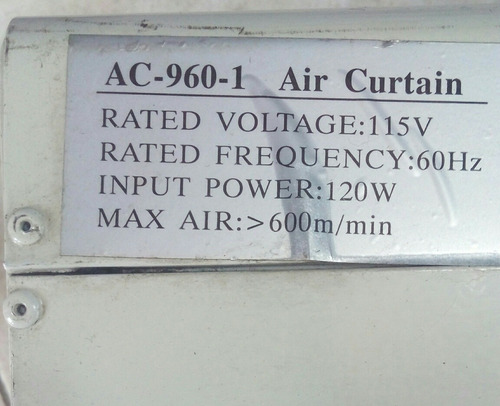 AC-960-1 Air Curtain
RATED VOLTAGE:115V
RATED FREQUENCY:60Hz
INPUT POWER:120W
MAX AIR:>600m/min